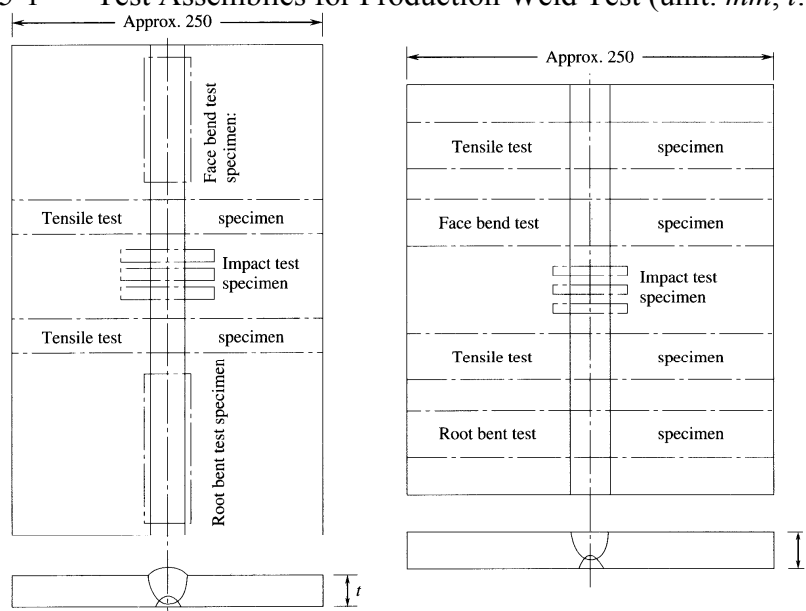 Test Assemblies for Production Weld Test (unit: mm, t:
Approx. 250
Face bend test
specimen:
Tensile test specimen
Impact test
specimen
Tensile test specimen
Root bent test specimen
t
Approx. 250
Tensile test specimen
Face bend test specimen
Impact test
specimen
Tensile test specimen
Root bent test specimen